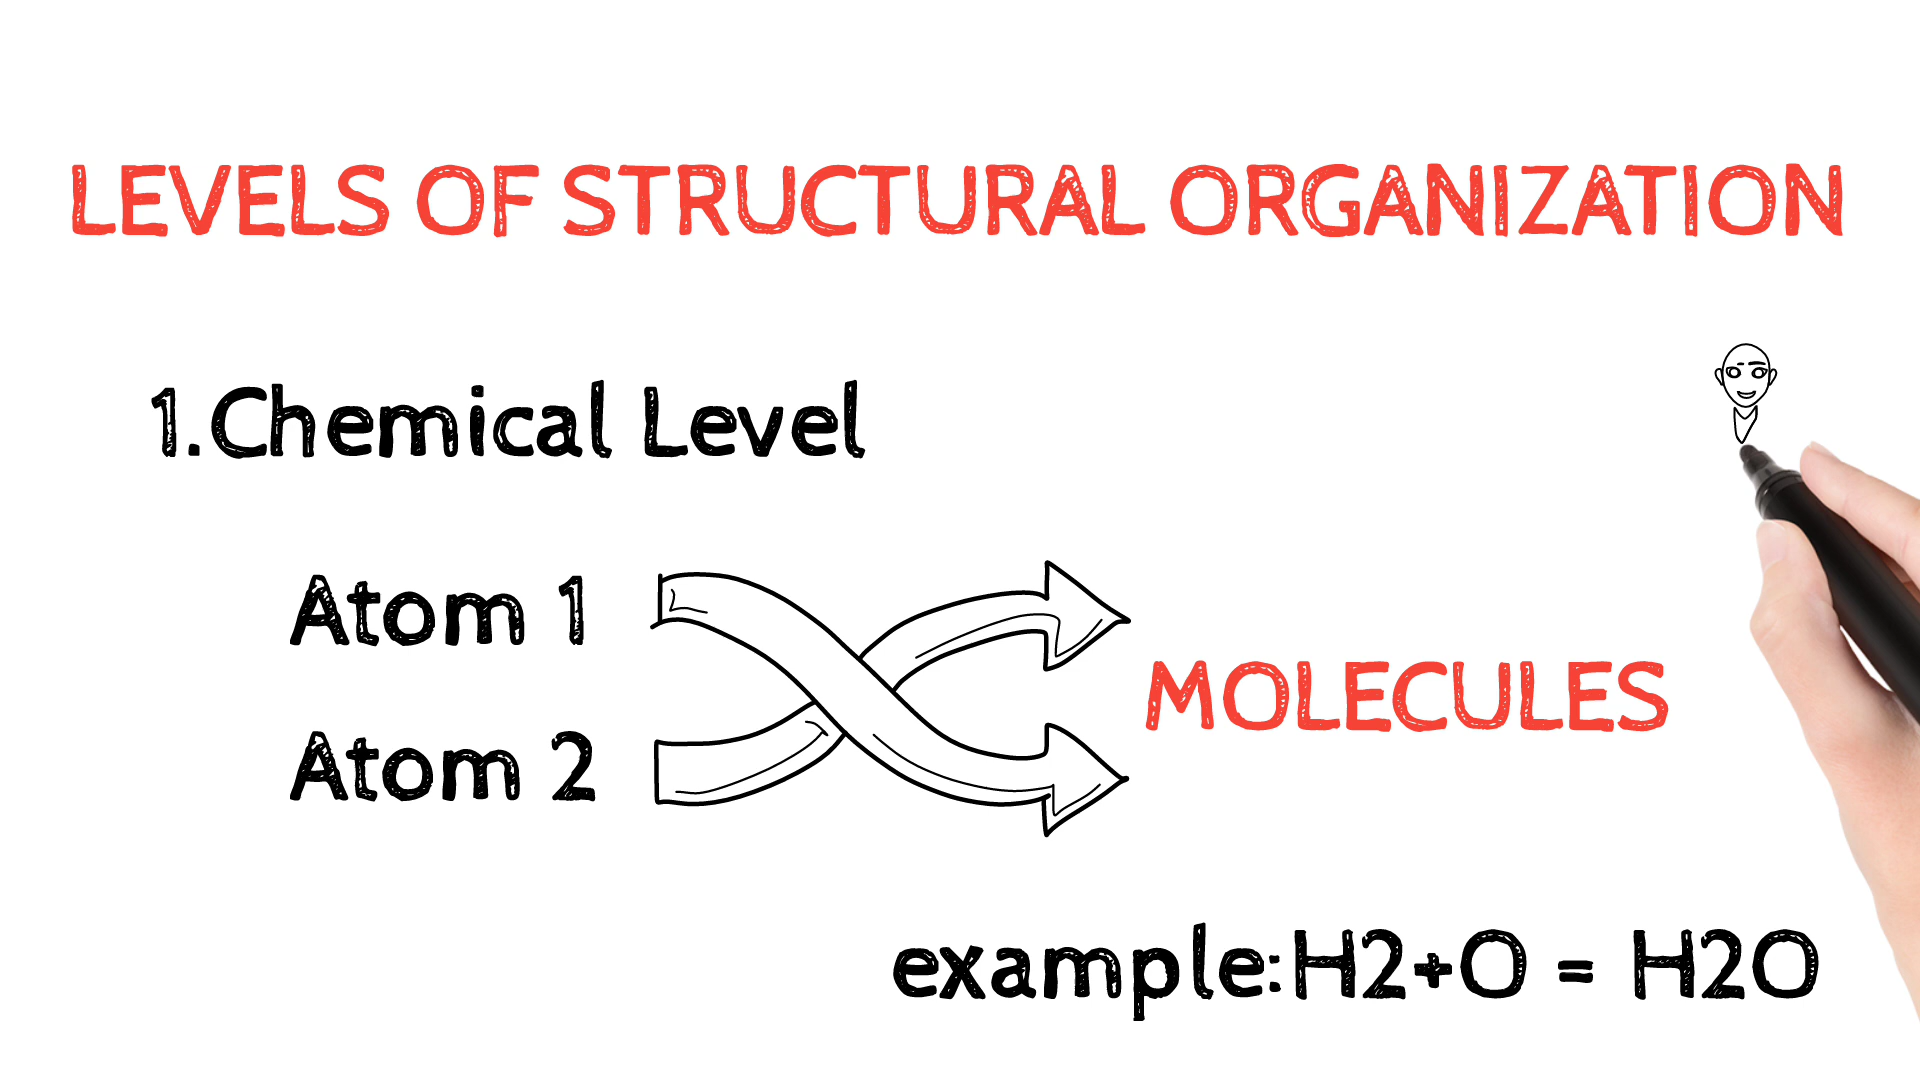 LEVELS OF STRUCTURAL ORGANIZATION
1.Chemical Level
Atom 1
Atom 2
MOLECULES
example:H2+O = H2O